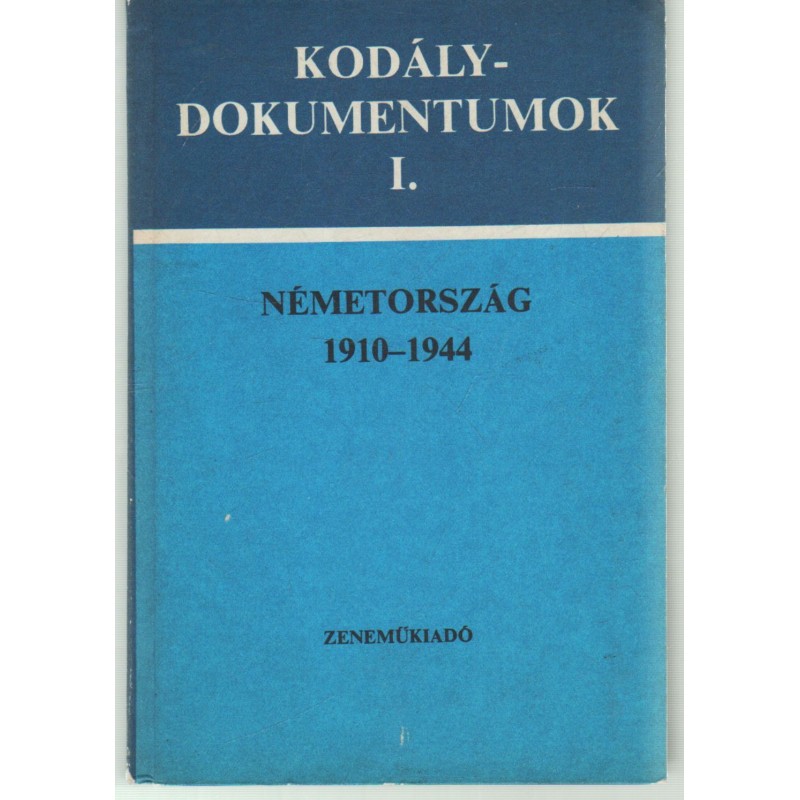 KODÁLY-
DOKUMENTUMOK
I.
NÉMETORSZÁG
1910–1944
ZENEMŰKIADÓ